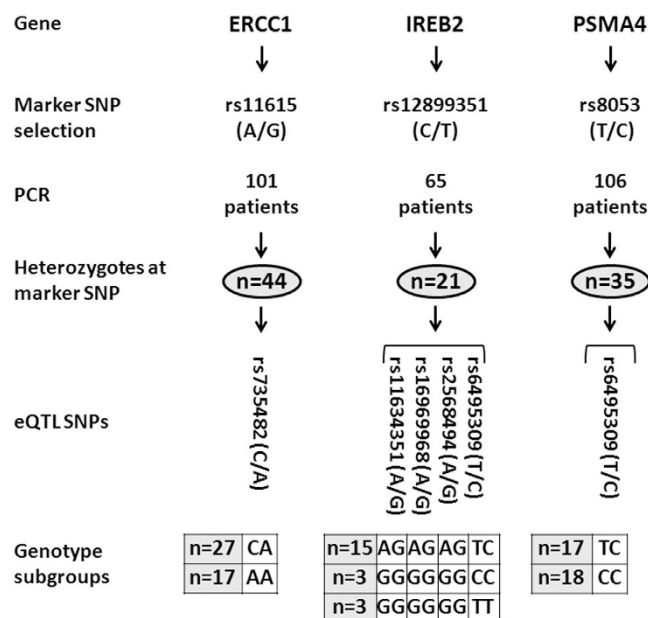 Gene ERCC1 IREB2 PSMA4
Marker SNP selection
rs11615 (A/G)
rs12899351 (C/T)
rs8053 (T/C)
PCR
101 patients
65 patients
106 patients
Heterozygotes at marker SNP
n=44
n=21
n=35
eQTL SNPs
rs735482 (C/A)
rs11634351 (A/G)
rs16969968 (A/G)
rs2568494 (A/G)
rs6495309 (T/C)
rs6495309 (T/C)
Genotype subgroups
n=27 CA
n=17 AA
n=15 AG AG AG TC
n=3 GG GG GG CC
n=3 GG GG GG TT
n=17 TC
n=18 CC